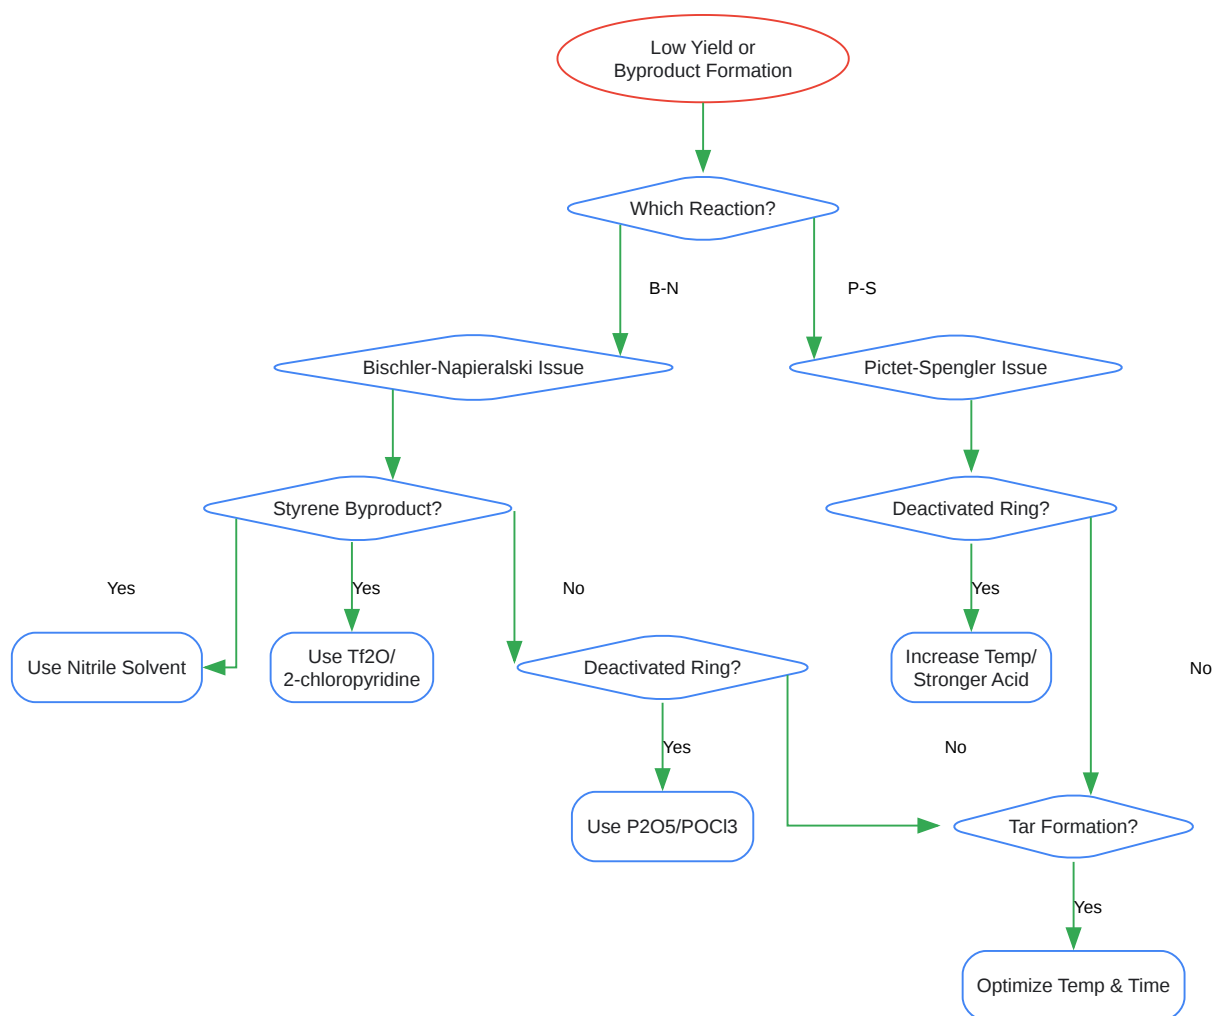 Low Yield or
Byproduct Formation
Which Reaction?
B-N
P-S
Bischler-Napieralski Issue
Pictet-Spengler Issue
Styrene Byproduct?
Deactivated Ring?
Yes
Yes
No
Yes
Use Nitrile Solvent
Use Tf2O/
2-chloropyridine
Deactivated Ring?
Increase Temp/
Stronger Acid
No
Yes
No
Use P2O5/POCl3
Tar Formation?
Yes
Optimize Temp & Time